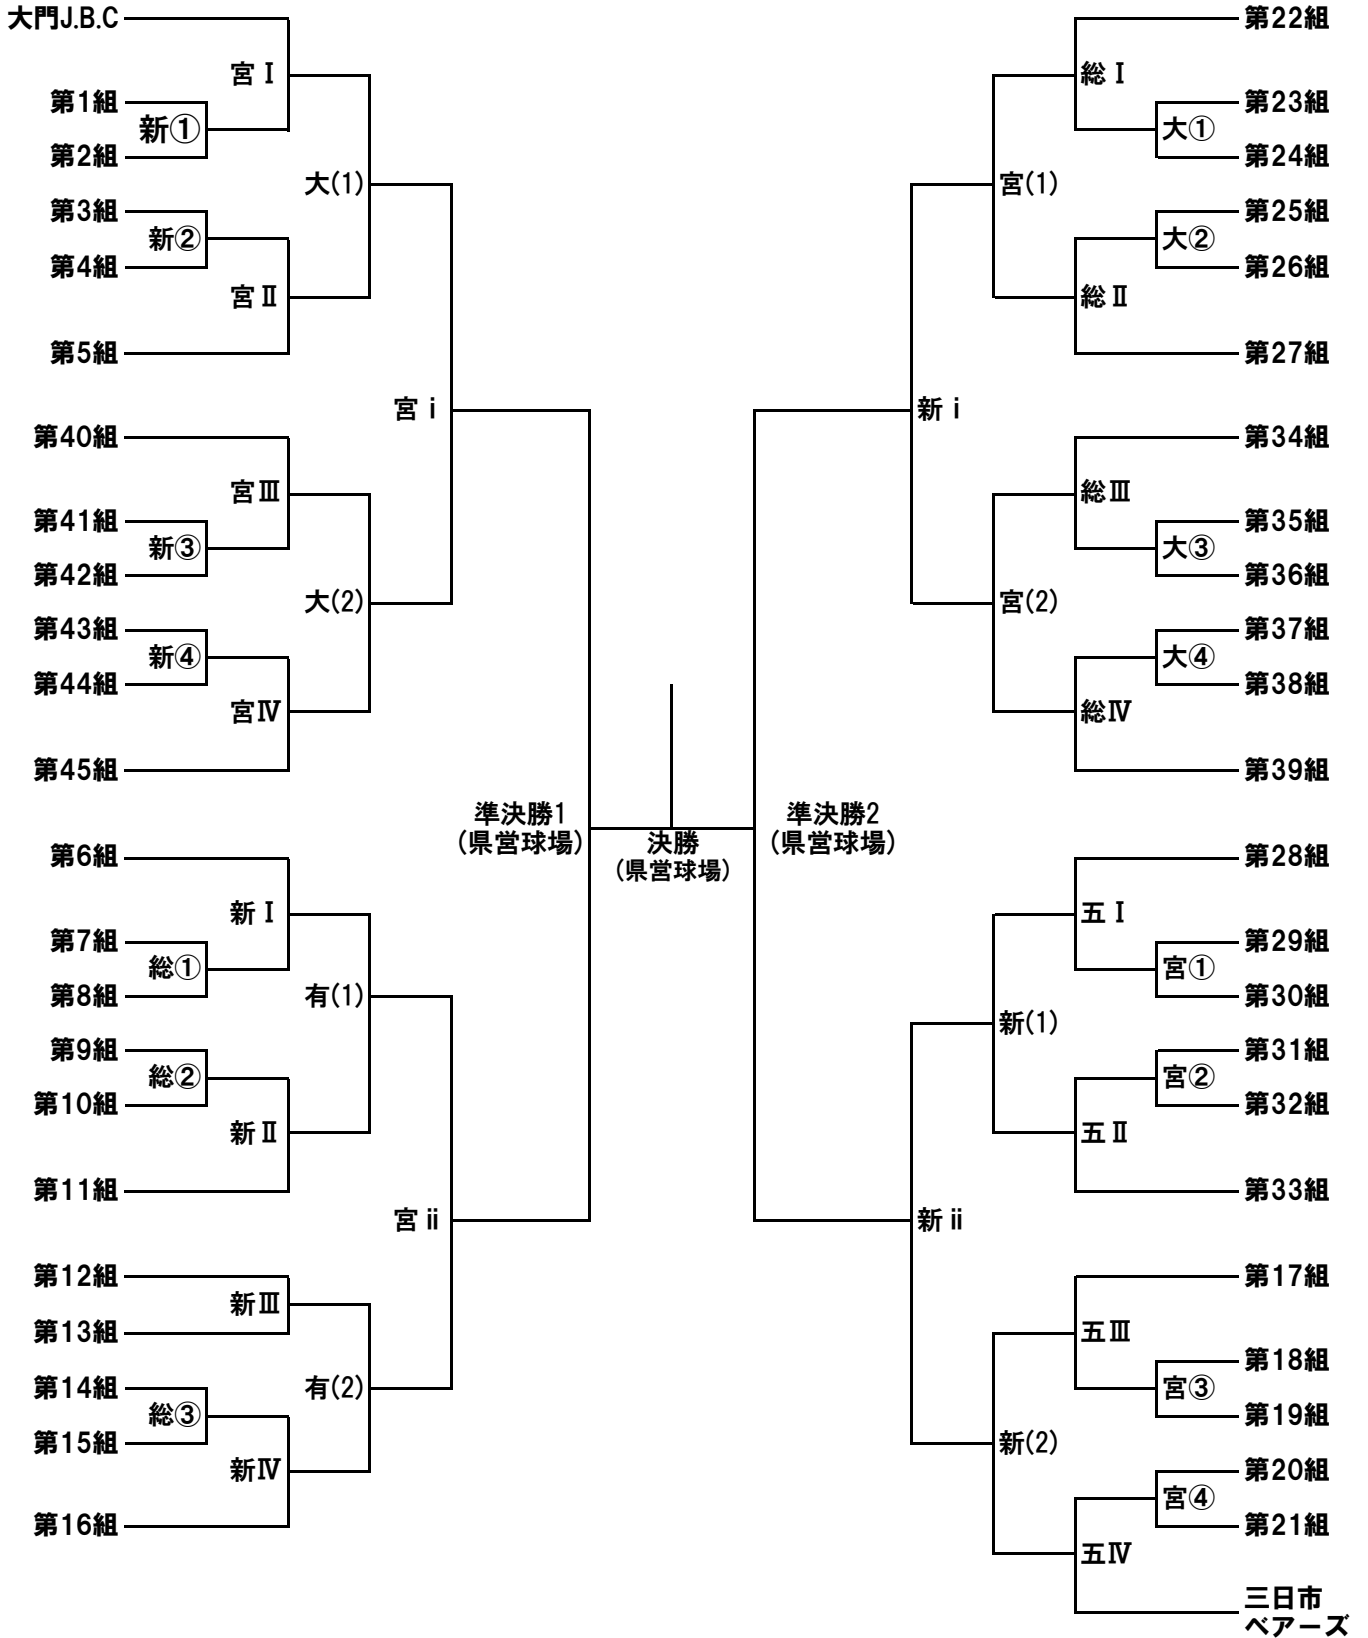 大門J.B.C
宮Ⅰ
第1組
新①
第2組
大(1)
第3組
新②
第4組
宮Ⅱ
第5組
宮ⅰ
第40組
宮Ⅲ
第41組
新③
第42組
大(2)
第43組
新④
第44組
宮Ⅳ
第45組
準決勝1
(県営球場)
第6組
新Ⅰ
第7組
総①
第8組
有(1)
第9組
総②
第10組
新Ⅱ
第11組
宮ⅱ
第12組
新Ⅲ
第13組
第14組
有(2)
総③
第15組
新Ⅳ
第16組
決勝
(県営球場)
第22組
総Ⅰ
第23組
大①
第24組
宮(1)
第25組
大②
第26組
総Ⅱ
第27組
新ⅰ
第34組
総Ⅲ
第35組
大③
第36組
宮(2)
第37組
大④
第38組
総Ⅳ
第39組
準決勝2
(県営球場)
第28組
五Ⅰ
第29組
宮①
第30組
新(1)
第31組
宮②
第32組
五Ⅱ
第33組
新ⅱ
第17組
五Ⅲ
第18組
宮③
第19組
新(2)
第20組
宮④
第21組
五Ⅳ
三日市
ベアーズ